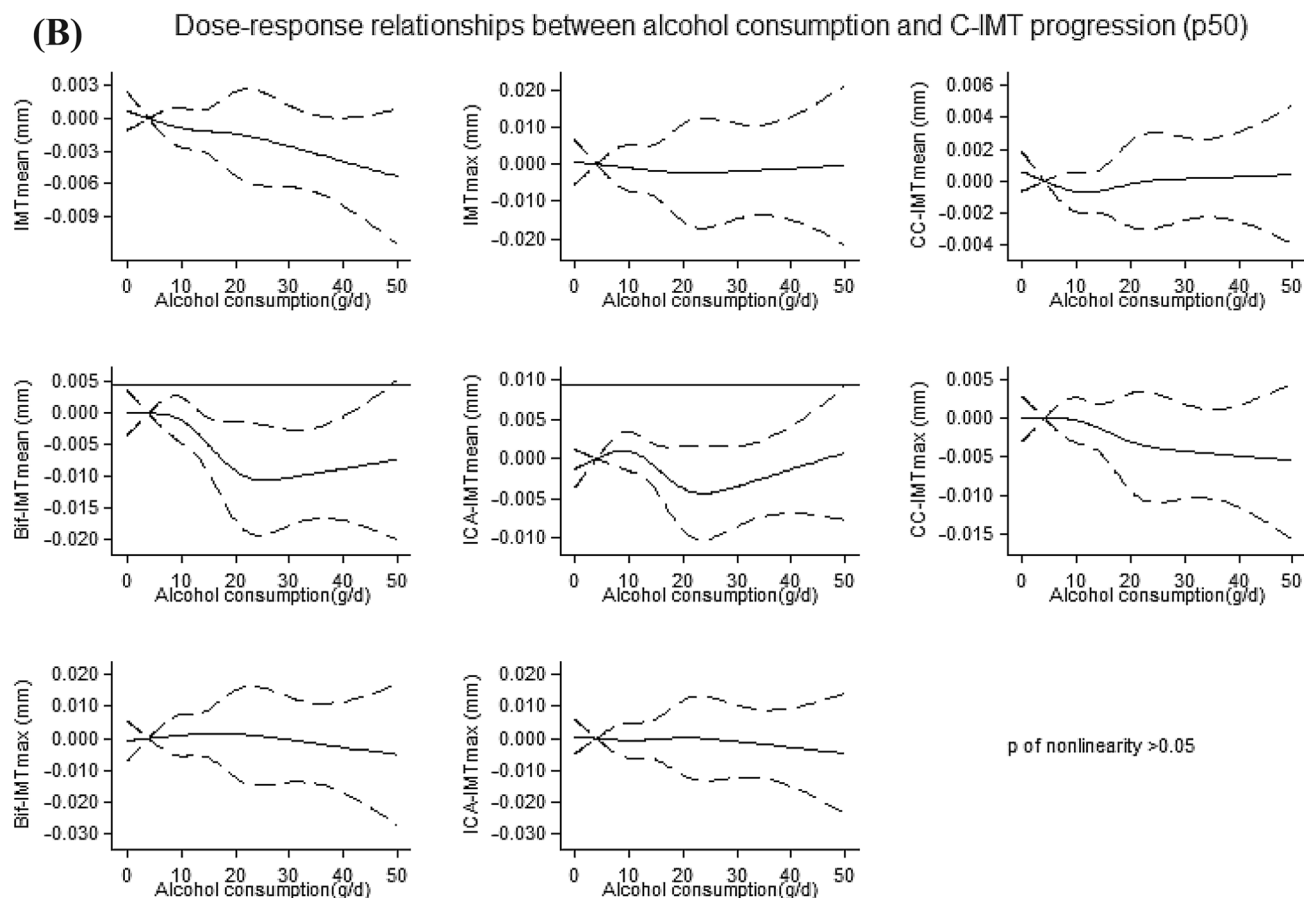 (B) Dose-response relationships between alcohol consumption and C-IMT progression (p50)
IMTmean (mm)
0.003
0.000
-0.003
-0.006
-0.009
0 10 20 30 40 50
Alcohol consumption(g/d)
IMTmax (mm)
0.020
0.010
0.000
-0.010
-0.020
0 10 20 30 40 50
Alcohol consumption(g/d)
CC-IMTmean (mm)
0.006
0.004
0.002
0.000
-0.002
-0.004
0 10 20 30 40 50
Alcohol consumption(g/d)
Bif-IMTmean (mm)
0.005
0.000
-0.005
-0.010
-0.015
-0.020
0 10 20 30 40 50
Alcohol consumption(g/d)
ICA-IMTmean (mm)
0.010
0.005
0.000
-0.005
-0.010
0 10 20 30 40 50
Alcohol consumption(g/d)
CC-IMTmax (mm)
0.005
0.000
-0.005
-0.010
-0.015
0 10 20 30 40 50
Alcohol consumption(g/d)
Bif-IMTmax (mm)
0.020
0.010
0.000
-0.010
-0.020
-0.030
0 10 20 30 40 50
Alcohol consumption(g/d)
ICA-IMTmax (mm)
0.020
0.010
0.000
-0.010
-0.020
-0.030
0 10 20 30 40 50
Alcohol consumption(g/d)
p of nonlinearity >0.05